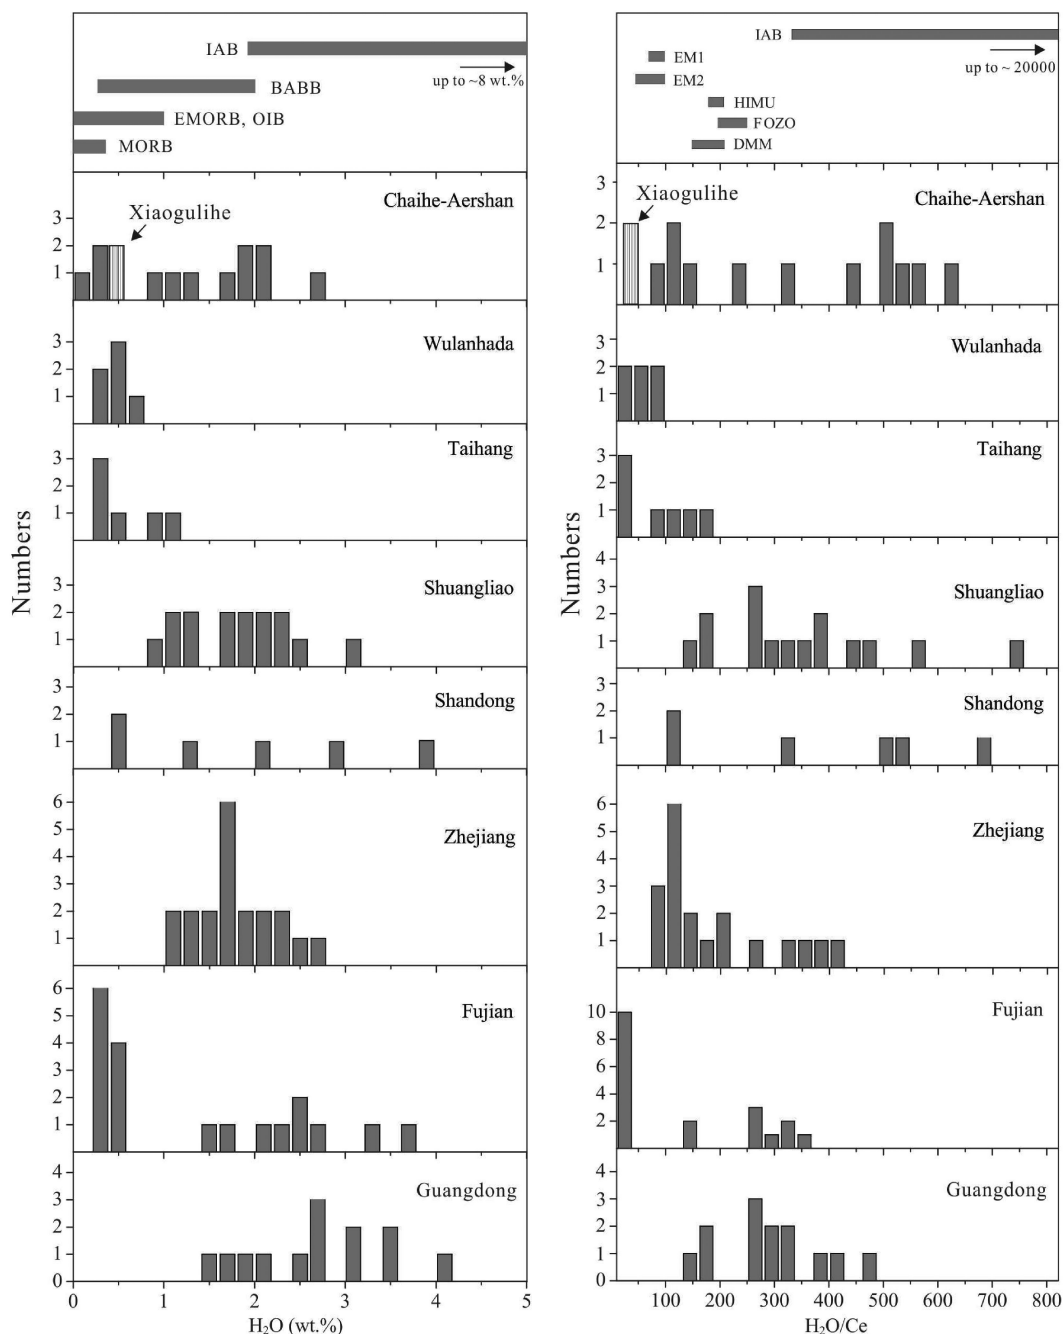 IAB
up to ~8 wt.%
BABB
EMORB, OIB
MORB
Chaihe-Aershan
Xiaogulihe
3
2
1
Wulanhada
3
2
1
Taihang
3
2
1
Shuangliao
3
2
1
Shandong
3
2
1
Zhejiang
6
5
4
3
2
1
Fujian
6
5
4
3
2
1
Guangdong
4
3
2
1
0
0 1 2 3 4 5
H₂O (wt.%)
Numbers
IAB
up to ~ 20000
EM1
EM2
HIMU
FOZO
DMM
Chaihe-Aershan
Xiaogulihe
3
2
1
Wulanhada
3
2
1
Taihang
3
2
1
Shuangliao
4
3
2
1
Shandong
3
2
1
Zhejiang
6
5
4
3
2
1
Fujian
10
8
6
4
2
Guangdong
4
3
2
1
0
100 200 300 400 500 600 700 800
H₂O/Ce
Numbers